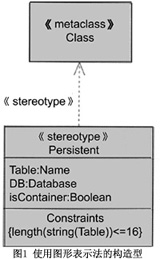 《metaclass》
Class
《stereotype》
《stereotype》
Persistent
Table:Name
DB:Database
isContainer:Boolean
Constraints
{length(string(Table))<=16}
图1 使用图形表示法的构造型